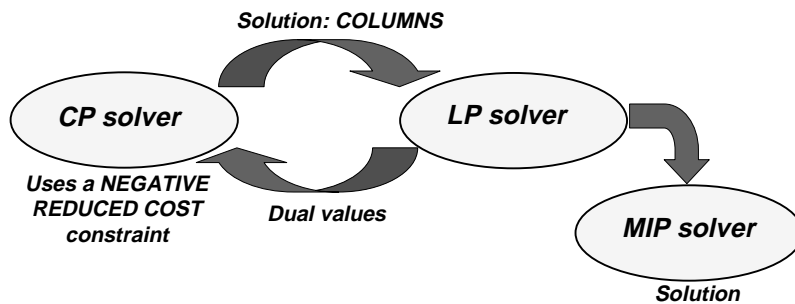 Solution: COLUMNS
CP solver
LP solver
Uses a NEGATIVE
REDUCED COST
constraint
Dual values
MIP solver
Solution